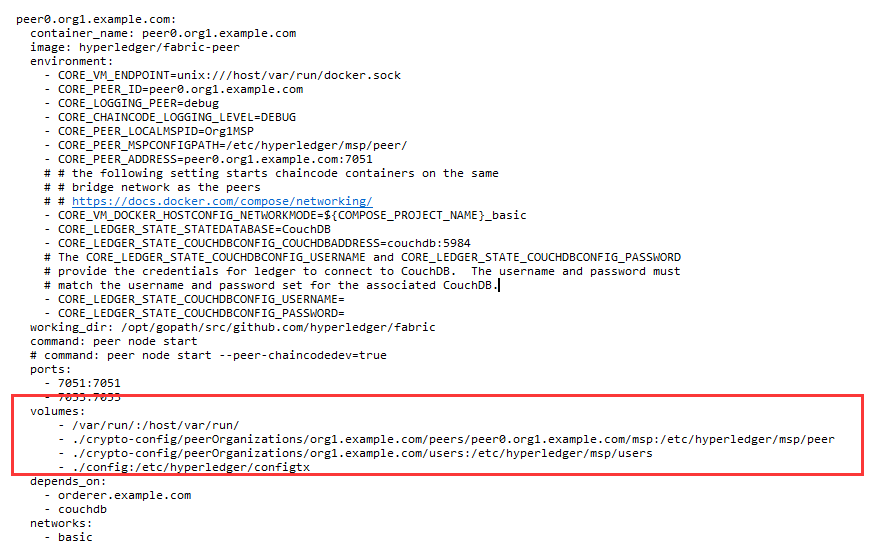 peer0.org1.example.com:
  container_name: peer0.org1.example.com
  image: hyperledger/fabric-peer
  environment:
    - CORE_VM_ENDPOINT=unix:///host/var/run/docker.sock
    - CORE_PEER_ID=peer0.org1.example.com
    - CORE_LOGGING_PEER=debug
    - CORE_CHAINCODE_LOGGING_LEVEL=DEBUG
    - CORE_PEER_LOCALMSPID=Org1MSP
    - CORE_PEER_MSPCONFIGPATH=/etc/hyperledger/msp/peer/
    - CORE_PEER_ADDRESS=peer0.org1.example.com:7051
    # # the following setting starts chaincode containers on the same
    # # bridge network as the peers
    # # https://docs.docker.com/compose/networking/
    - CORE_VM_DOCKER_HOSTCONFIG_NETWORKMODE=${COMPOSE_PROJECT_NAME}_basic
    - CORE_LEDGER_STATE_STATEDATABASE=CouchDB
    - CORE_LEDGER_STATE_COUCHDBCONFIG_COUCHDBADDRESS=couchdb:5984
    # The CORE_LEDGER_STATE_COUCHDBCONFIG_USERNAME and CORE_LEDGER_STATE_COUCHDBCONFIG_PASSWORD
    # provide the credentials for ledger to connect to CouchDB.  The username and password must
    # match the username and password set for the associated CouchDB.
    - CORE_LEDGER_STATE_COUCHDBCONFIG_USERNAME=
    - CORE_LEDGER_STATE_COUCHDBCONFIG_PASSWORD=
  working_dir: /opt/gopath/src/github.com/hyperledger/fabric
  command: peer node start
  # command: peer node start --peer-chaincodedev=true
  ports:
    - 7051:7051
    - 7053:7053
  volumes:
      - /var/run/:/host/var/run/
      - ./crypto-config/peerOrganizations/org1.example.com/peers/peer0.org1.example.com/msp:/etc/hyperledger/msp/peer
      - ./crypto-config/peerOrganizations/org1.example.com/users:/etc/hyperledger/msp/users
      - ./config:/etc/hyperledger/configtx
  depends_on:
    - orderer.example.com
    - couchdb
  networks:
    - basic